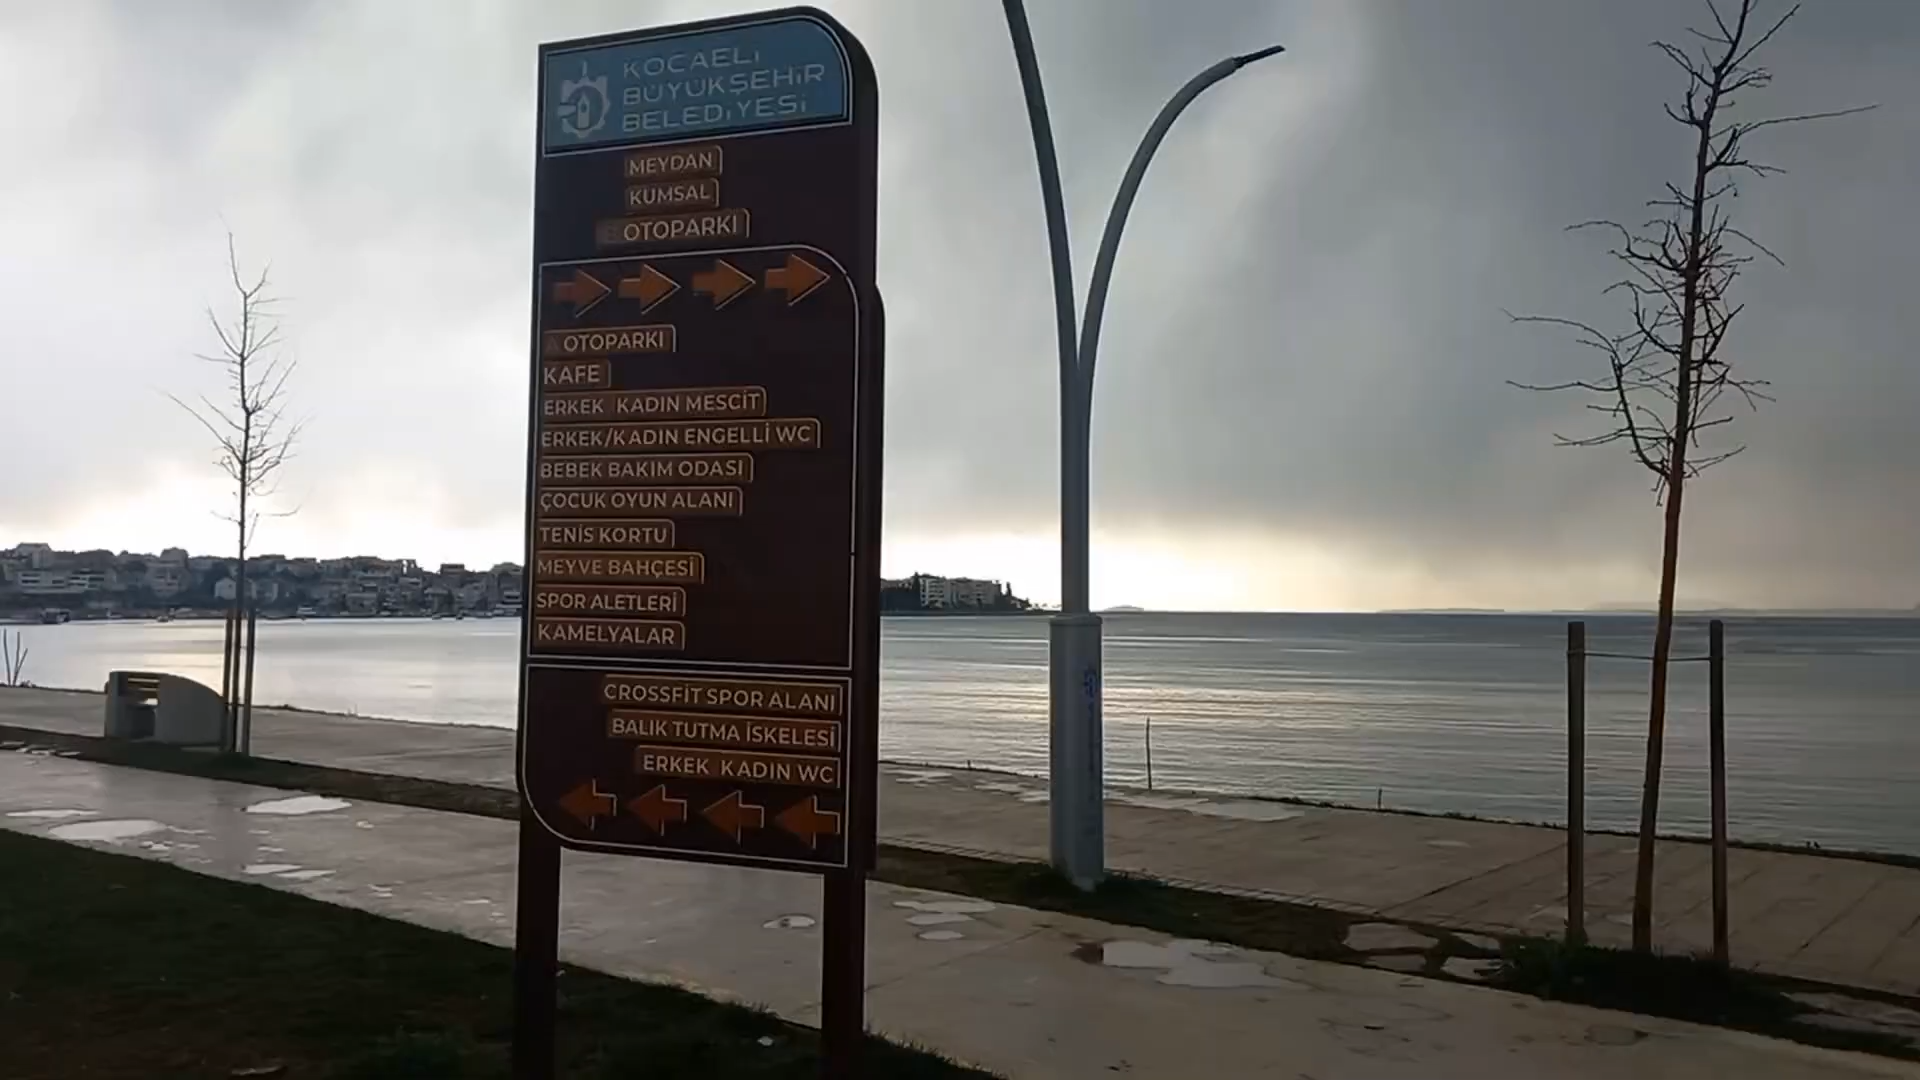 KOCAELİ
BÜYÜKŞEHİR
BELEDİYESİ
MEYDAN
KUMSAL
B OTOPARKI
A OTOPARKI
KAFE
ERKEK KADIN MESCİT
ERKEK/KADIN ENGELLİ WC
BEBEK BAKIM ODASI
ÇOCUK OYUN ALANI
TENİS KORTU
MEYVE BAHÇESİ
SPOR ALETLERİ
KAMELYALAR
CROSSFİT SPOR ALANI
BALIK TUTMA İSKELESİ
ERKEK KADIN WC